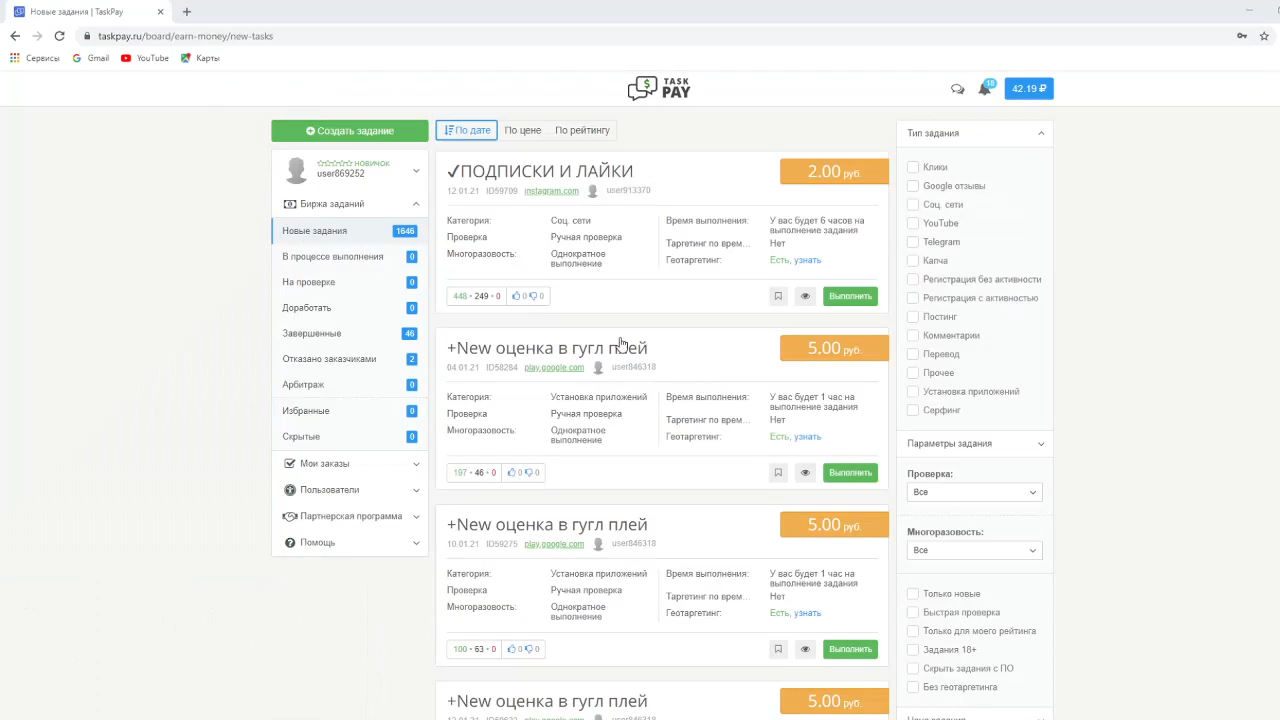 Новые задания | TaskPay
taskpay.ru/board/earn-money/new-tasks
Сервисы Gmail YouTube Карты
TASK PAY
18
42.19 ₽
Создать задание
НОВИЧОК
user869252
Биржа заданий
Новые задания 1646
В процессе выполнения 0
На проверке 0
Доработать 0
Завершенные 46
Отказано заказчиками 2
Арбитраж 0
Избранные 0
Скрытые 0
Мои заказы
Пользователи
Партнерская программа
Помощь
По дате По цене По рейтингу
✓ПОДПИСКИ И ЛАЙКИ
2.00 руб.
12.01.21 ID59709 instagram.com user913370
Категория: Соц. сети
Проверка Ручная проверка
Многоразовость: Однократное
выполнение
Время выполнения: У вас будет 6 часов на
выполнение задания
Таргетинг по врем... Нет
Геотаргетинг: Есть, узнать
448 • 249 • 0 0 0
Выполнить
+New оценка в гугл плей
5.00 руб.
04.01.21 ID58284 play.google.com user846318
Категория: Установка приложений
Проверка Ручная проверка
Многоразовость: Однократное
выполнение
Время выполнения: У вас будет 1 час на
выполнение задания
Таргетинг по врем... Нет
Геотаргетинг: Есть, узнать
197 • 46 • 0 0 0
Выполнить
+New оценка в гугл плей
5.00 руб.
10.01.21 ID59275 play.google.com user846318
Категория: Установка приложений
Проверка Ручная проверка
Многоразовость: Однократное
выполнение
Время выполнения: У вас будет 1 час на
выполнение задания
Таргетинг по врем... Нет
Геотаргетинг: Есть, узнать
100 • 63 • 0 0 0
Выполнить
+New оценка в гугл плей
5.00 руб.
Тип задания
Клики
Google отзывы
Соц. сети
YouTube
Telegram
Капча
Регистрация без активности
Регистрация с активностью
Постинг
Комментарии
Перевод
Прочее
Установка приложений
Серфинг
Параметры задания
Проверка:
Все
Многоразовость:
Все
Только новые
Быстрая проверка
Только для моего рейтинга
Задания 18+
Скрыть задания с ПО
Без геотаргетинга